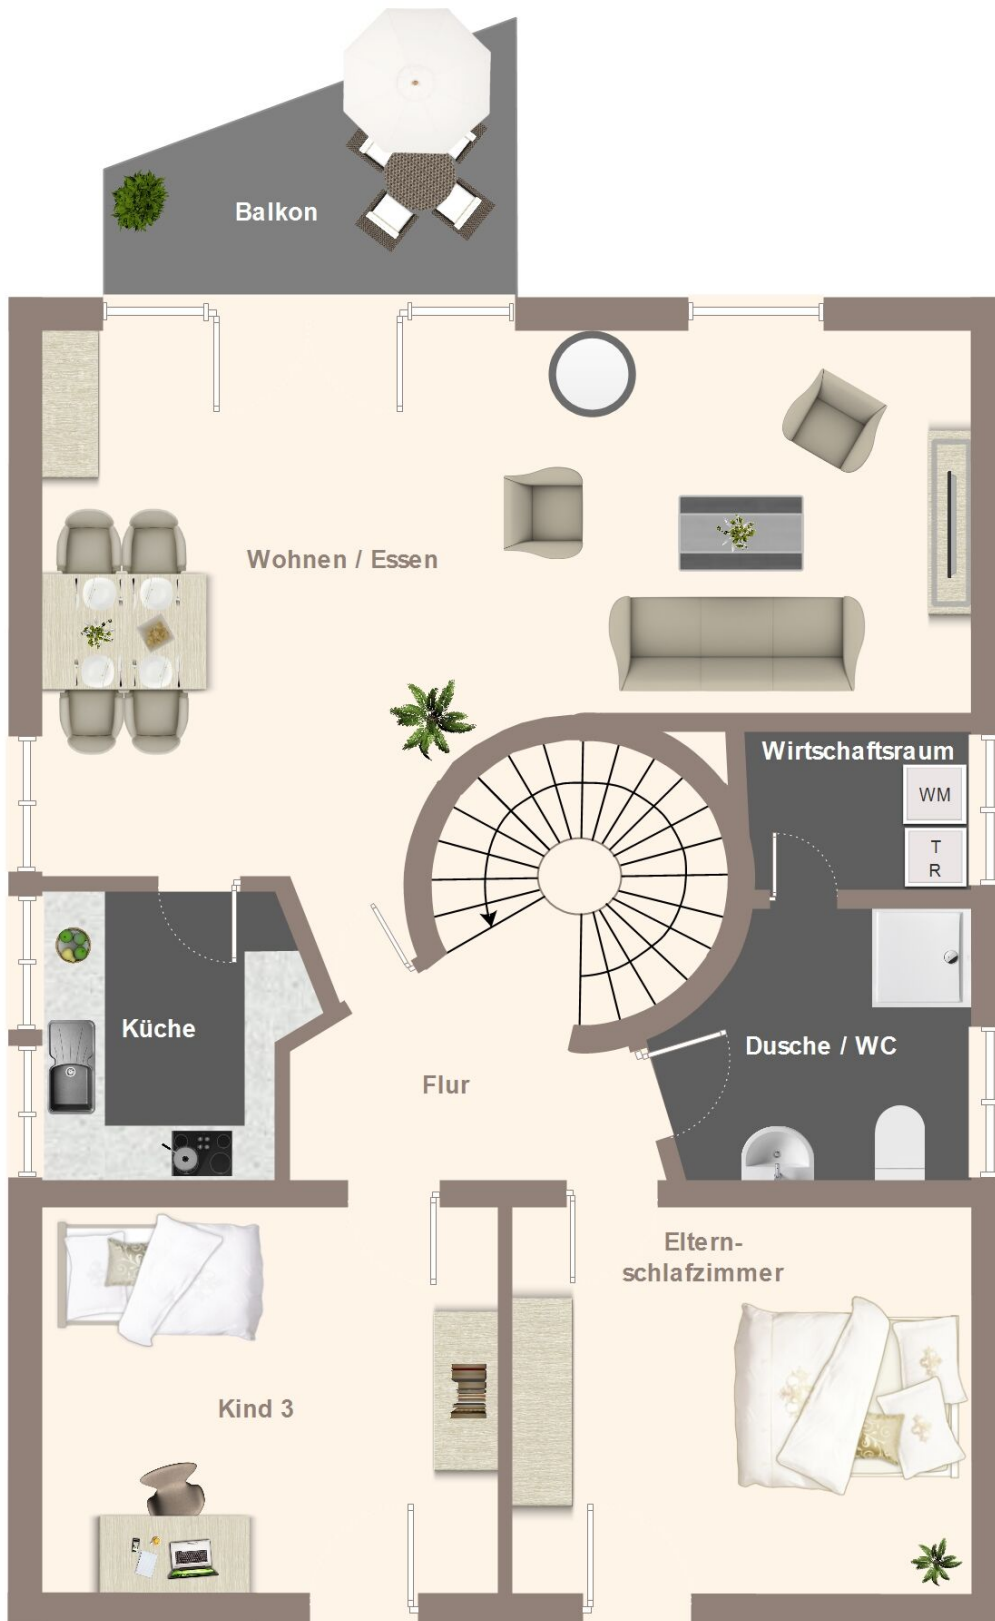 Balkon
Wohnen / Essen
Wirtschaftsraum
WM
T
R
Küche
Dusche / WC
Flur
Eltern-
schlafzimmer
Kind 3